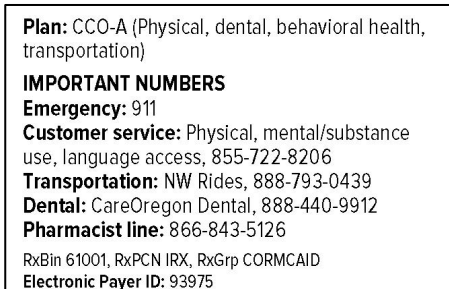 Plan: CCO-A (Physical, dental, behavioral health,
transportation)
IMPORTANT NUMBERS
Emergency: 911
Customer service: Physical, mental/substance
use, language access, 855-722-8206
Transportation: NW Rides, 888-793-0439
Dental: CareOregon Dental, 888-440-9912
Pharmacist line: 866-843-5126
RxBin 61001, RxPCN IRX, RxGrp CORMCAID
Electronic Payer ID: 93975